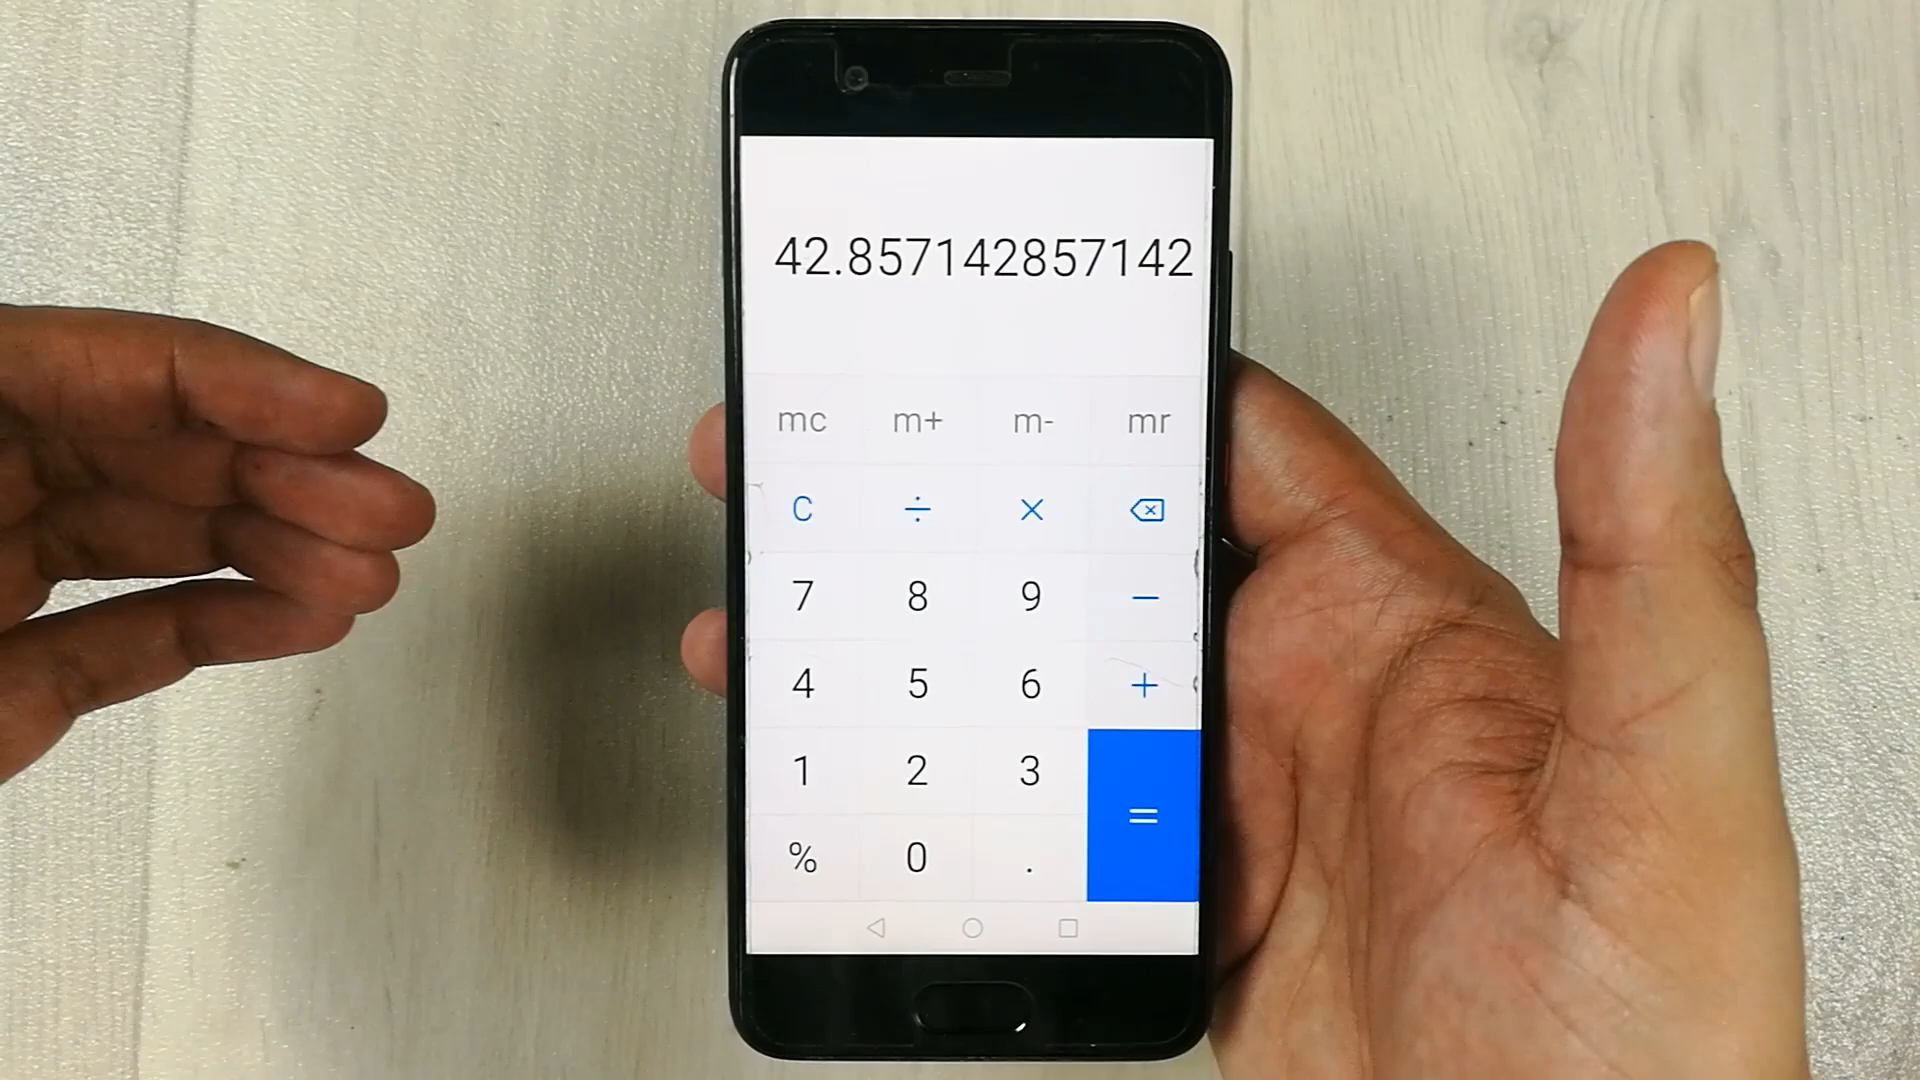 42.857142857142
mc m+ m- mr
C ÷ ×
7 8 9 −
4 5 6 +
1 2 3
% 0 . =